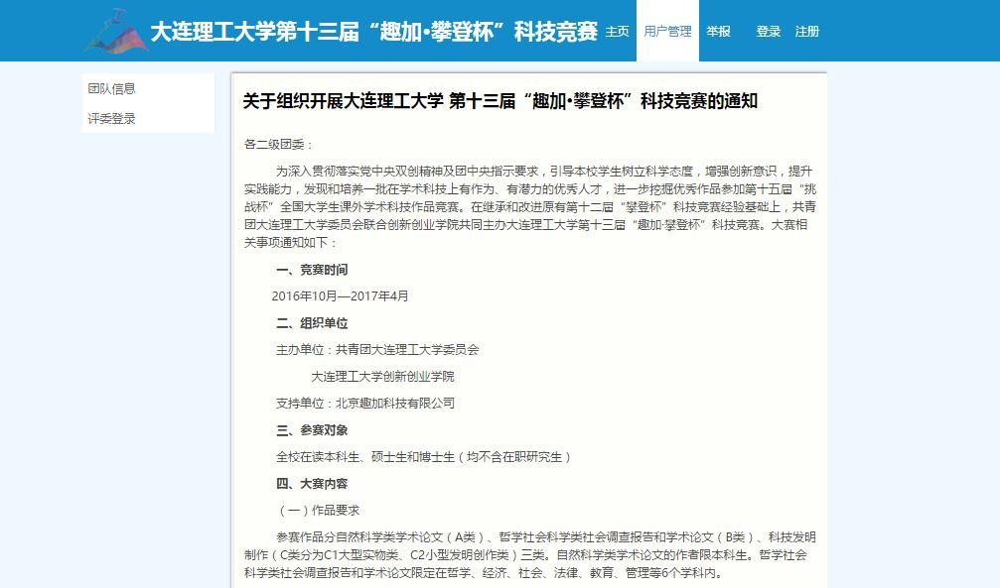 大连理工大学第十三届“趣加•攀登杯”科技竞赛 主页 用户管理 举报 登录 注册
团队信息
评委登录
关于组织开展大连理工大学 第十三届“趣加•攀登杯”科技竞赛的通知
各二级团委：
为深入贯彻落实党中央双创精神及团中央指示要求，引导本校学生树立科学态度，增强创新意识，提升
实践能力，发现和培养一批在学术科技上有作为、有潜力的优秀人才，进一步挖掘优秀作品参加第十五届“挑
战杯”全国大学生课外学术科技作品竞赛。在继承和改进原有第十二届“攀登杯”科技竞赛经验基础上，共青
团大连理工大学委员会联合创新创业学院共同主办大连理工大学第十三届“趣加·攀登杯”科技竞赛。大赛相
关事项通知如下：
一、竞赛时间
2016年10月—2017年4月
二、组织单位
主办单位：共青团大连理工大学委员会
大连理工大学创新创业学院
支持单位：北京趣加科技有限公司
三、参赛对象
全校在读本科生、硕士生和博士生（均不含在职研究生）
四、大赛内容
（一）作品要求
参赛作品分自然科学类学术论文（A类）、哲学社会科学类社会调查报告和学术论文（B类）、科技发明
制作（C类分为C1大型实物类、C2小型发明创作类）三类。自然科学类学术论文的作者限本科生。哲学社会
科学类社会调查报告和学术论文限定在哲学、经济、社会、法律、教育、管理等6个学科内。